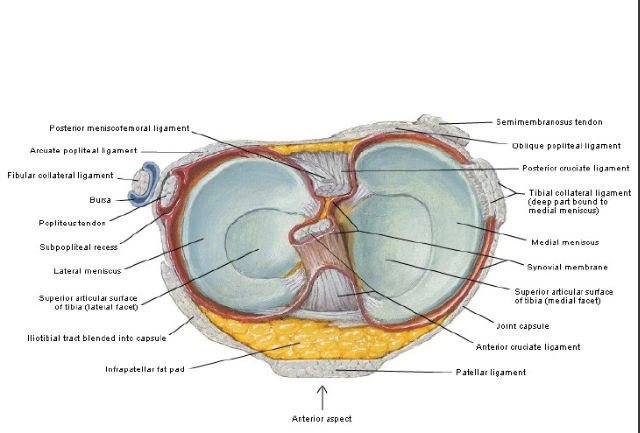 Posterior meniscofemoral ligament
Arcuate popliteal ligament
Fibular collateral ligament
Bursa
Popliteus tendon
Subpopliteal recess
Lateral meniscus
Superior articular surface
of tibia (lateral facet)
Iliotibial tract blended into capsule
Infrapatellar fat pad
Semimembranosus tendon
Oblique popliteal ligament
Posterior cruciate ligament
Tibial collateral ligament
(deep part bound to
medial meniscus)
Medial meniscus
Synovial membrane
Superior articular surface
of tibia (medial facet)
Joint capsule
Anterior cruciate ligament
Patellar ligament
Anterior aspect